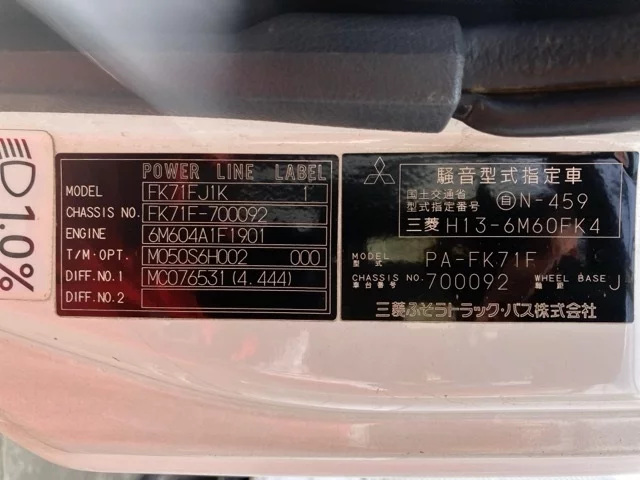 1.0%
POWER LINE LABEL
MODEL FK71FJ1K 1
CHASSIS NO. FK71F-700092
ENGINE 6M604A1F1901
T/M·OPT. M050S6H002 000
DIFF.NO.1 MC076531(4.444)
DIFF.NO.2
騒音型式指定車
国土交通省
型式指定番号 自N-459
三菱 H13-6M60FK4
MODEL
型式 PA-FK71F
CHASSIS NO.
車台番号 700092 WHEEL BASE
軸距 J
三菱ふそうトラック・バス株式会社